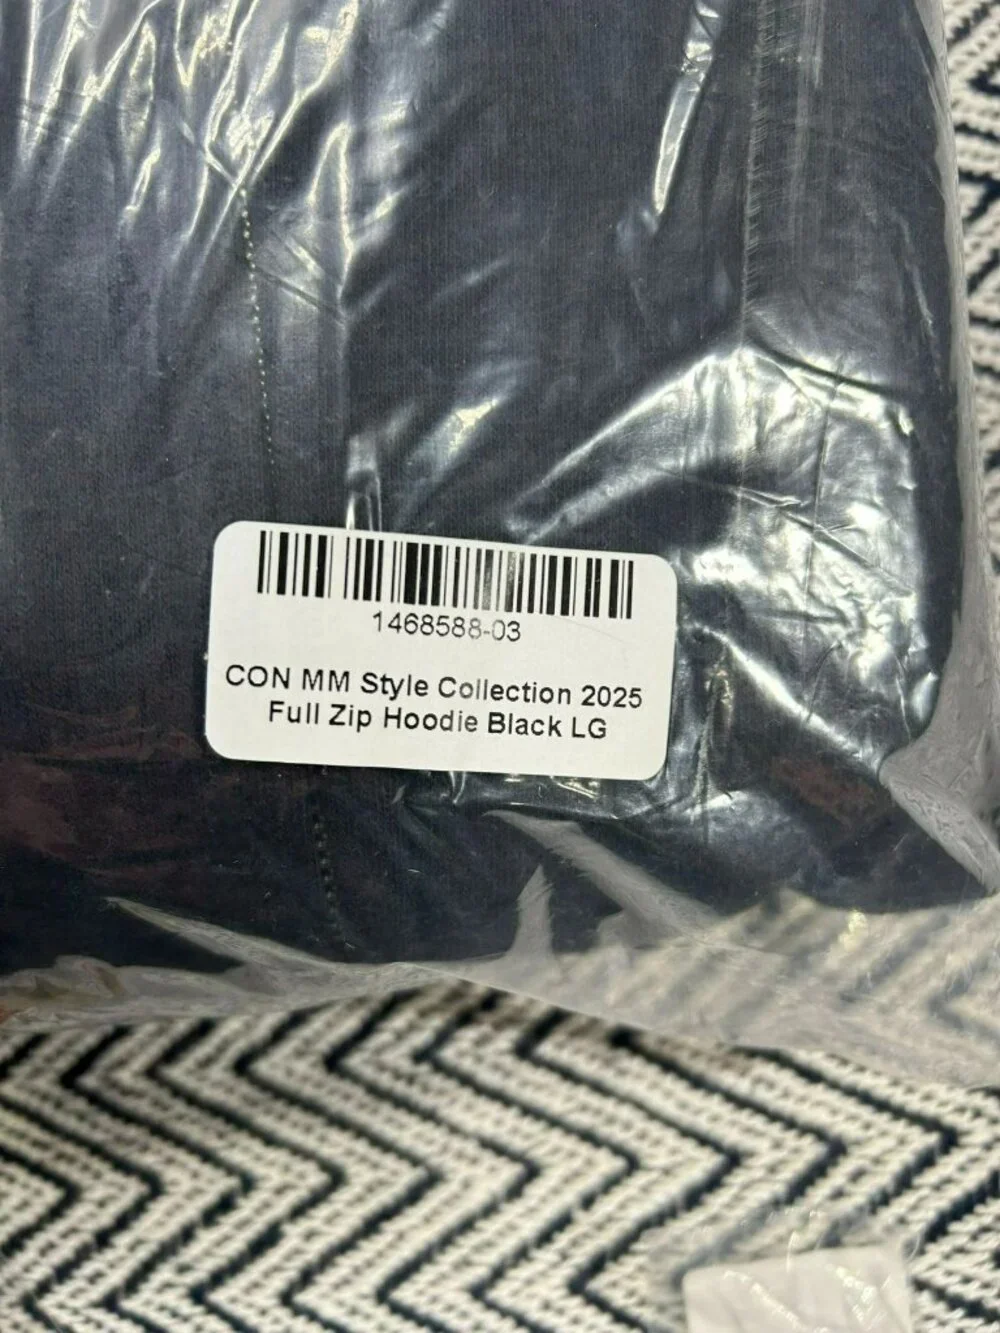 1468588-03
CON MM Style Collection 2025
Full Zip Hoodie Black LG